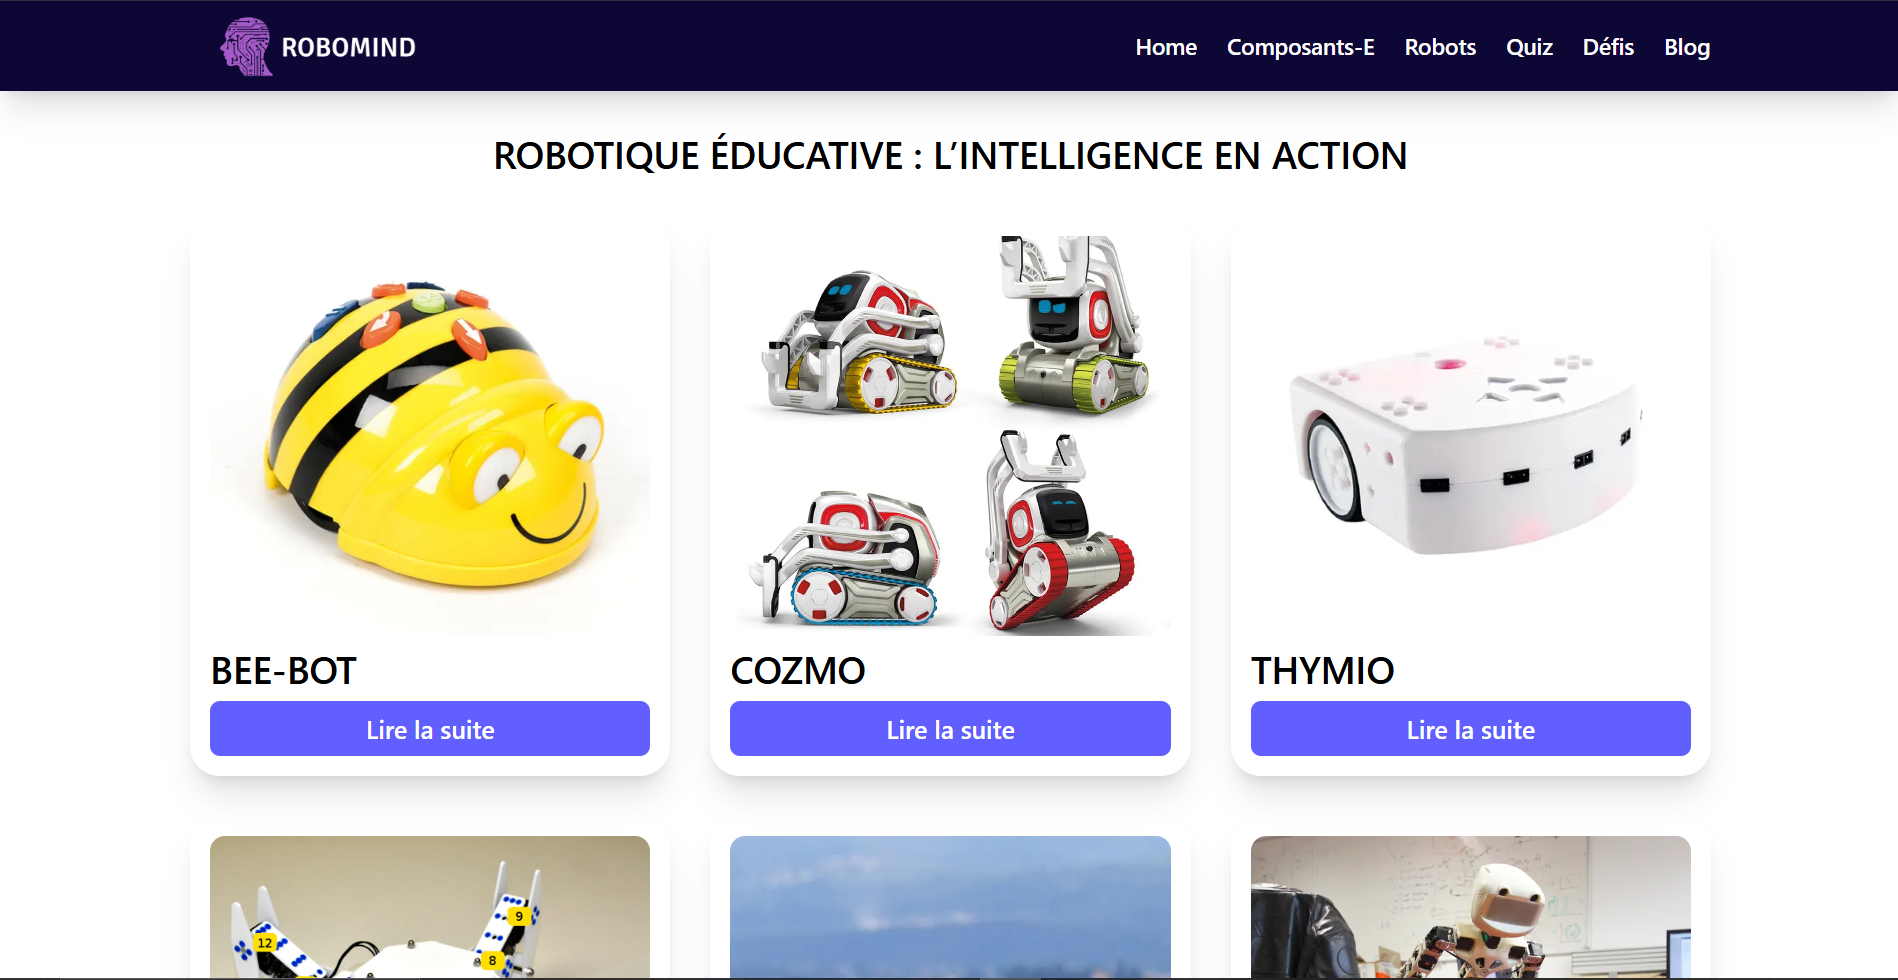 ROBOMIND
Home Composants-E Robots Quiz Défis Blog
ROBOTIQUE ÉDUCATIVE : L’INTELLIGENCE EN ACTION
BEE-BOT
Lire la suite
COZMO
Lire la suite
THYMIO
Lire la suite
12
9
8